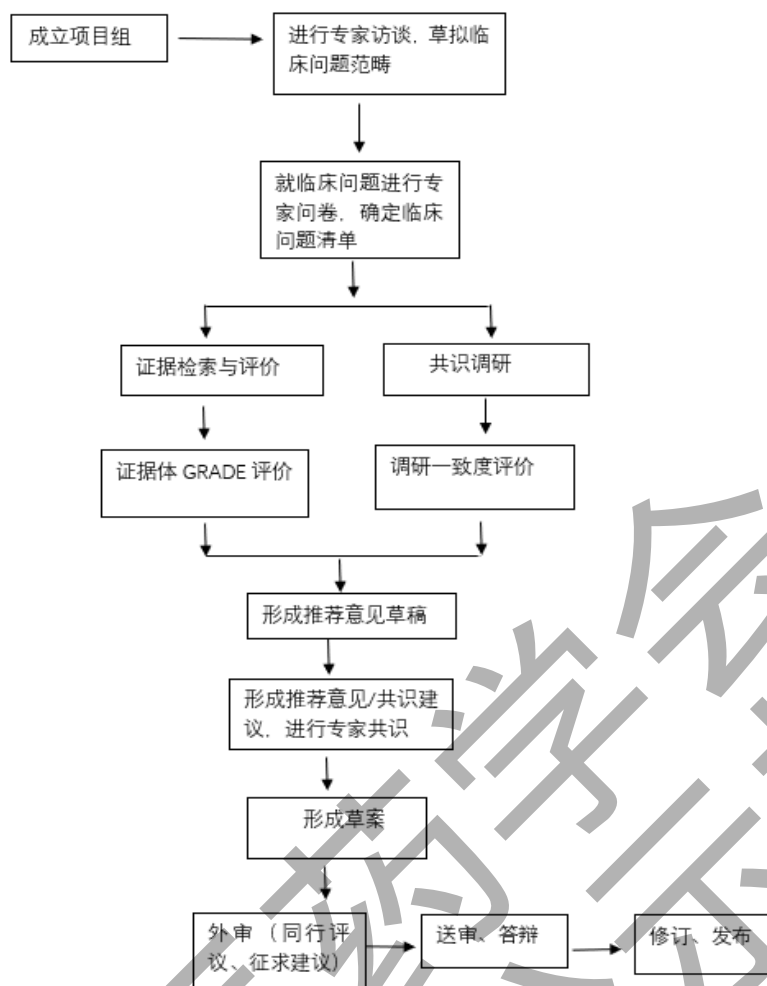 成立项目组
进行专家访谈，草拟临
床问题范畴
就临床问题进行专
家问卷，确定临床
问题清单
证据检索与评价
共识调研
证据体 GRADE 评价
调研一致度评价
形成推荐意见草稿
形成推荐意见/共识建
议，进行专家共识
形成草案
外审（同行评
议、征求建议）
送审、答辩
修订、发布
药学会
示